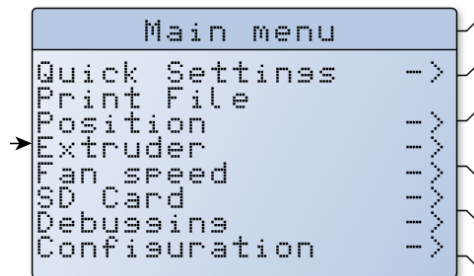 Main menu
Quick Settings ->
Print File
Position ->
Extruder ->
Fan speed ->
SD Card ->
Debugging ->
Configuration ->